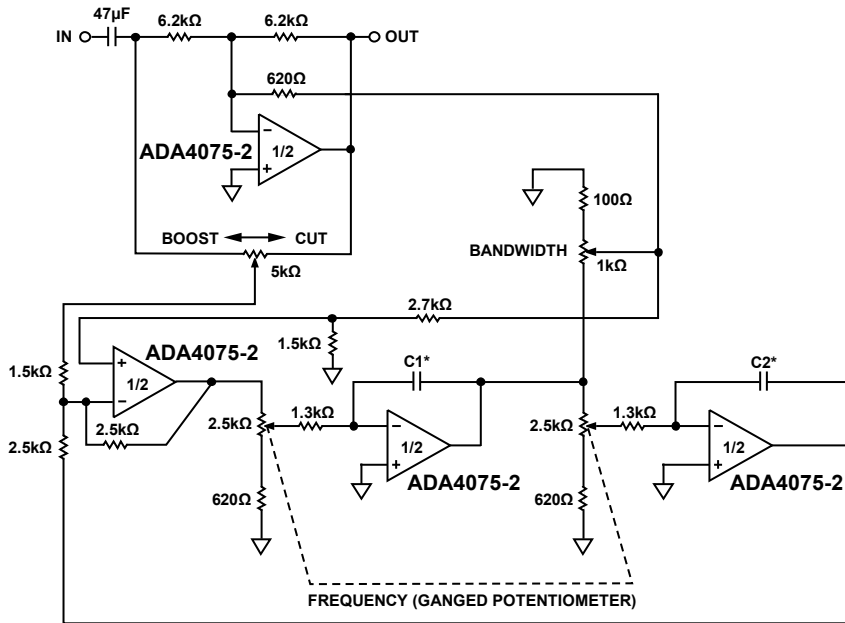 47µF
6.2kΩ
6.2kΩ
IN
OUT
620Ω
−
ADA4075-2
1/2
+
100Ω
BOOST
CUT
BANDWIDTH
1kΩ
5kΩ
2.7kΩ
ADA4075-2
+
1.5kΩ
C1*
C2*
1.5kΩ
1/2
−
2.5kΩ
1.3kΩ
2.5kΩ
1.3kΩ
−
−
2.5kΩ
2.5kΩ
1/2
1/2
+
+
ADA4075-2
ADA4075-2
620Ω
620Ω
FREQUENCY (GANGED POTENTIOMETER)